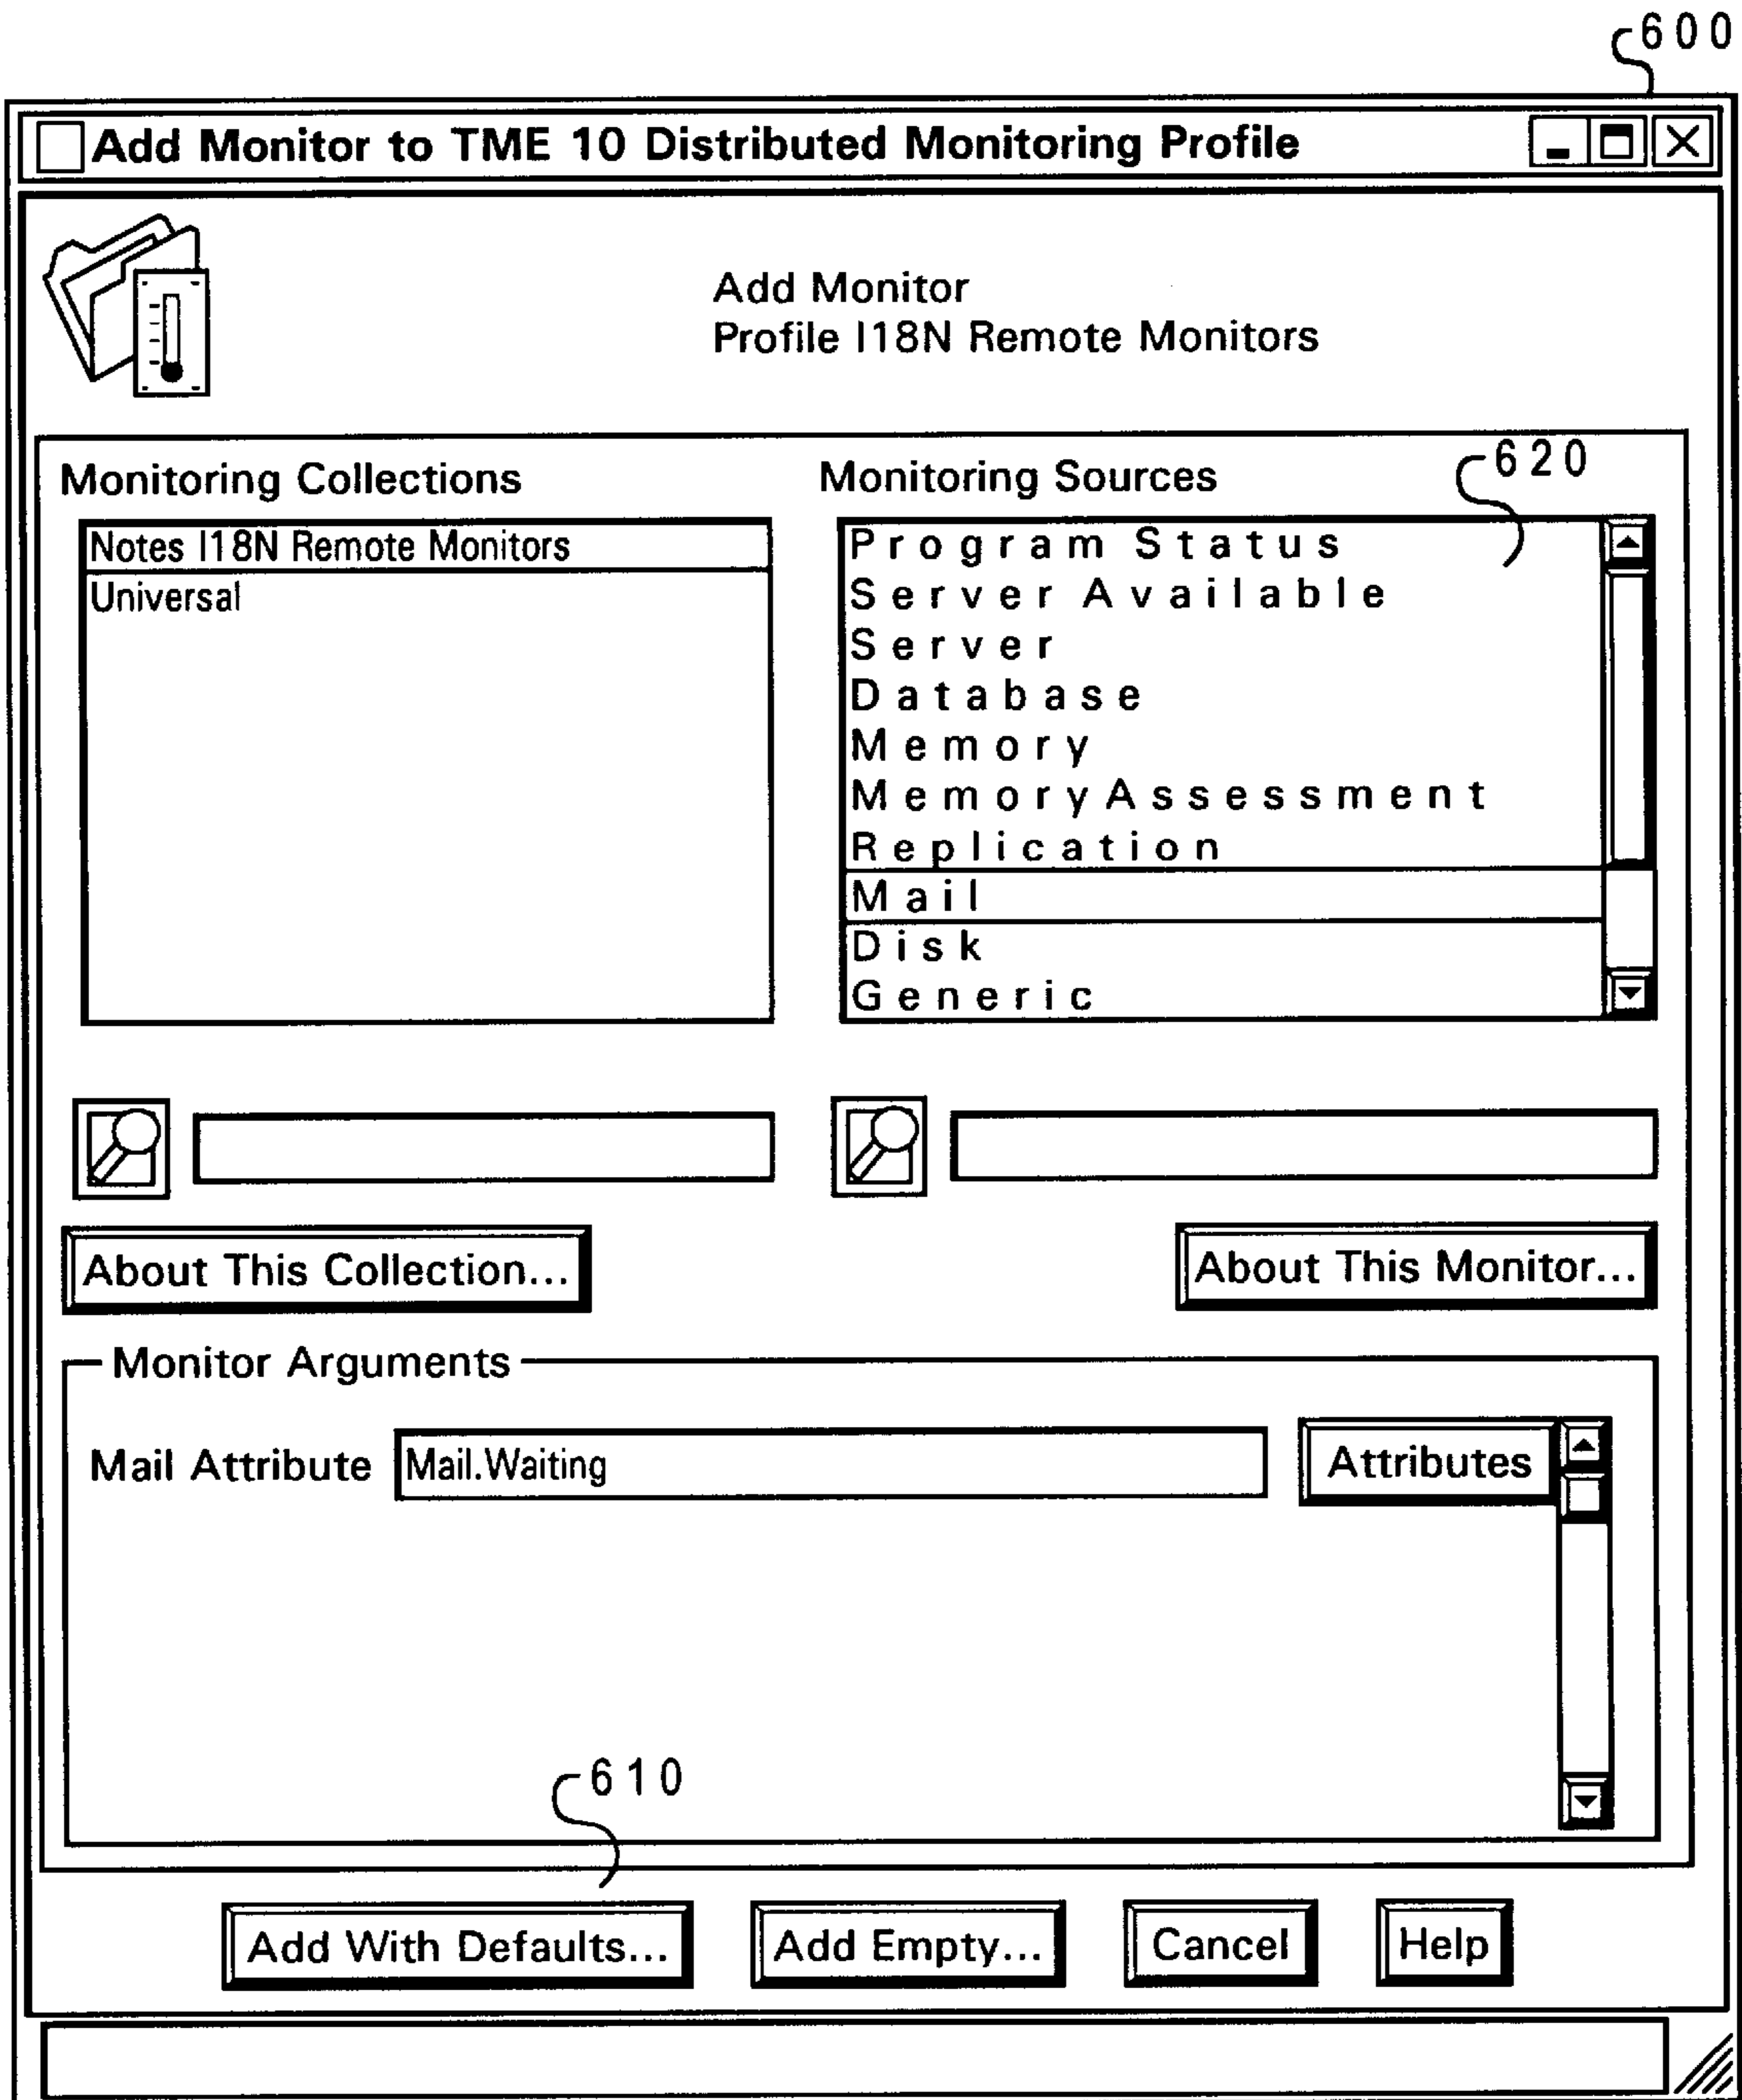 600
Add Monitor to TME 10 Distributed Monitoring Profile
Add Monitor
Profile I18N Remote Monitors
620
Monitoring Collections
Notes I18N Remote Monitors
Universal
Monitoring Sources
Program Status
Server Available
Server
Database
Memory
MemoryAssessment
Replication
Mail
Disk
Generic
About This Collection...
About This Monitor...
Monitor Arguments
Mail Attribute
Mail.Waiting
Attributes
610
Add With Defaults...
Add Empty...
Cancel
Help